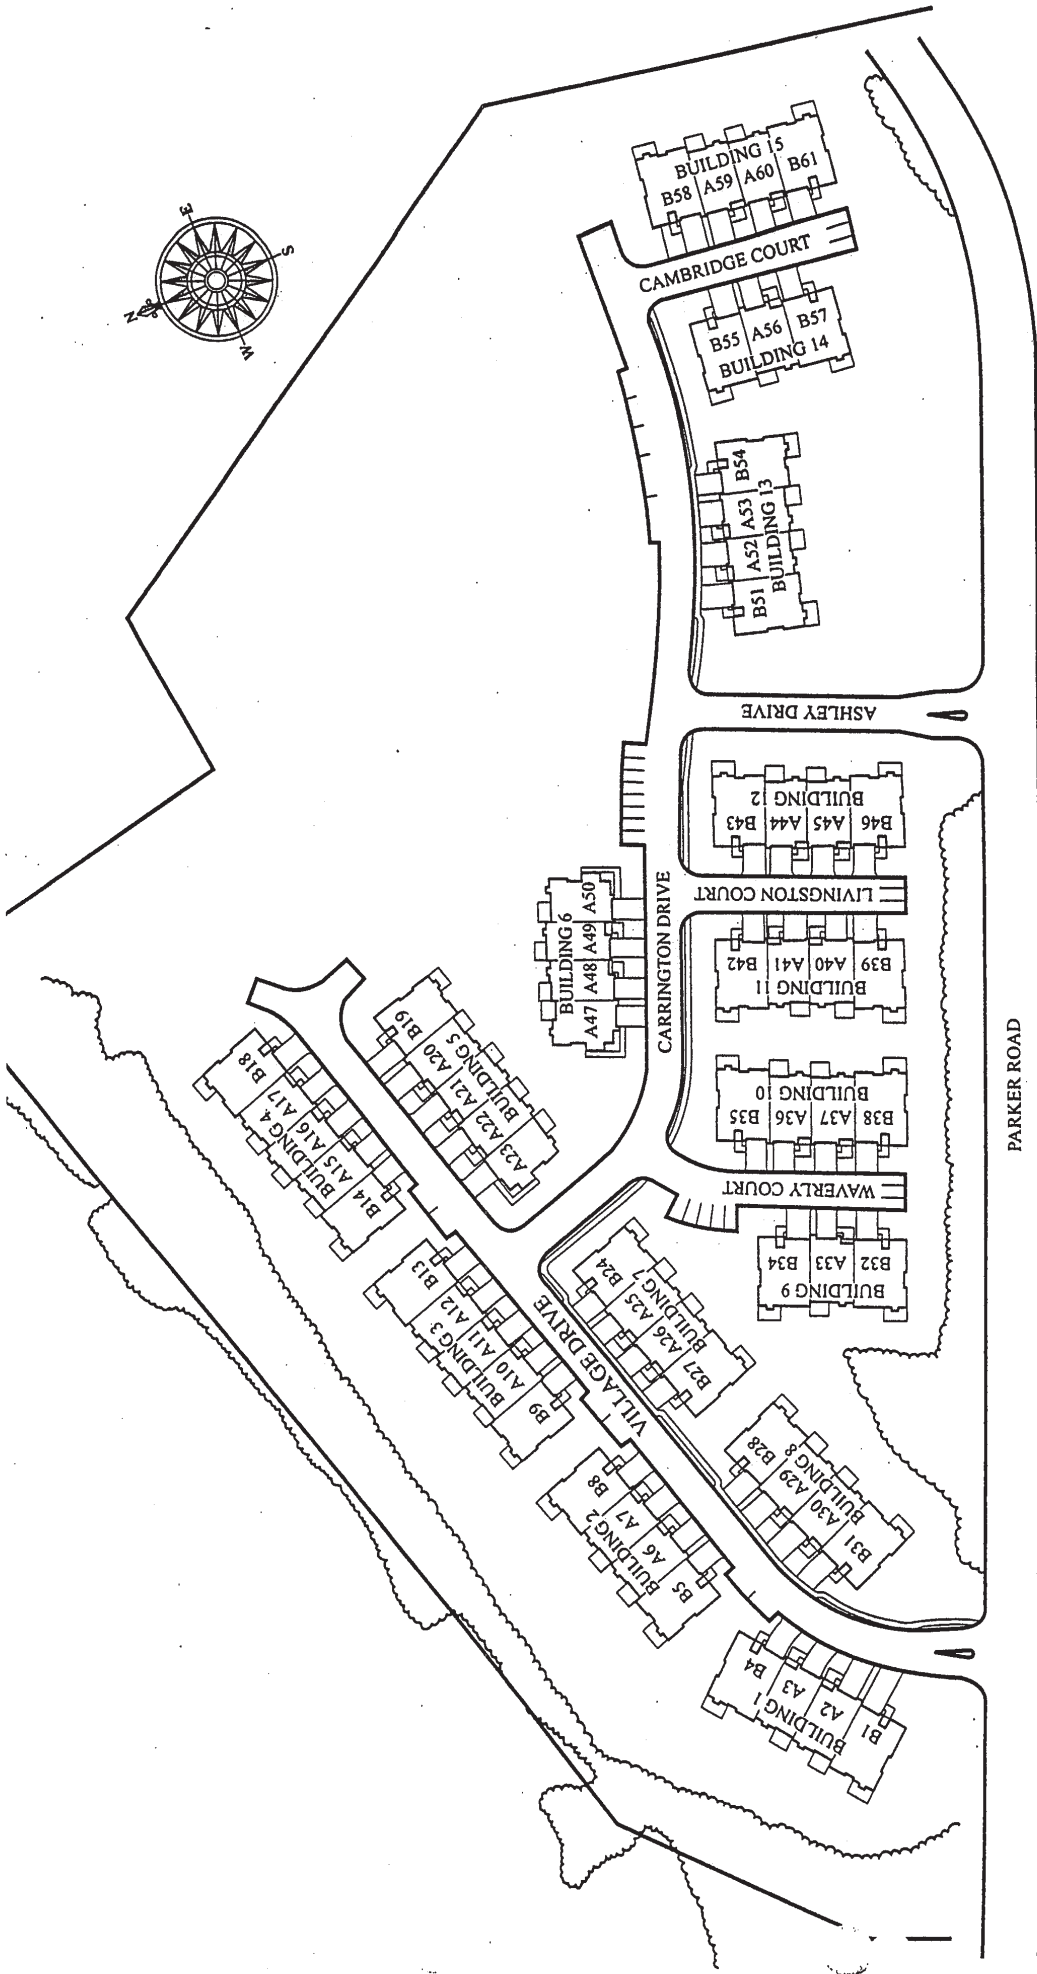 BUILDING 15
B58
A59
A60
B61
CAMBRIDGE COURT
B55
A56
B57
BUILDING 14
E
S
N
W
B54
A53
A52
B51
BUILDING 13
ASHLEY DRIVE
BUILDING 12
B43
A44
A45
B46
LIVINGSTON COURT
B42
A41
A40
B39
BUILDING 11
CARRINGTON DRIVE
BUILDING 6
A50
A49
A48
A47
PARKER ROAD
BUILDING 10
B35
A36
A37
B38
WAVERLY COURT
B34
A33
B32
BUILDING 9
B19
A20
A21
A22
A23
BUILDING 5
B18
A17
A16
A15
B14
BUILDING 4
B13
A12
A11
A10
B9
BUILDING 3
VILLAGE DRIVE
B24
A25
A26
B27
BUILDING 7
B28
A29
A30
B31
BUILDING 8
B8
A7
A6
B5
BUILDING 2
B4
A3
A2
B1
BUILDING 1